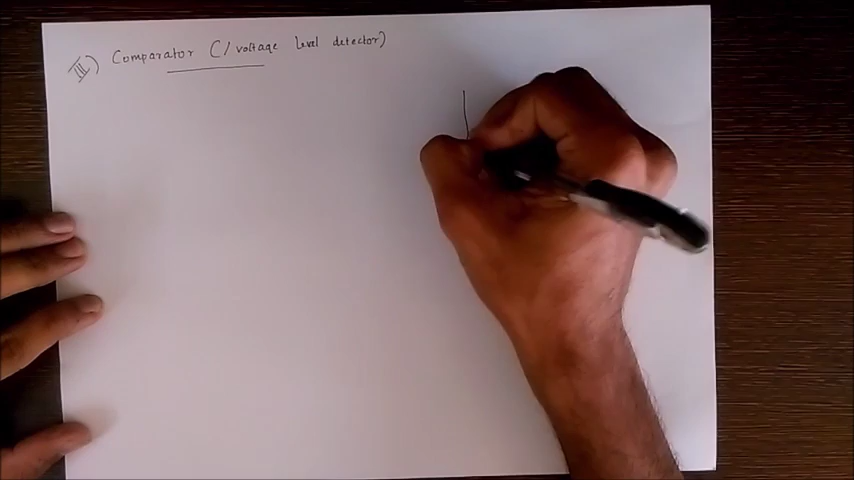 III) Comparator (/ voltage level detector)